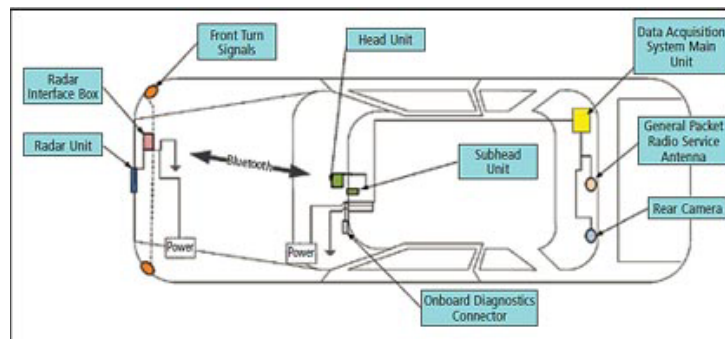 Front Turn
Signals
Head Unit
Data Acquisition
System Main
Unit
Radar
Interface Box
Radar Unit
Bluetooth
Subhead
Unit
General Packet
Radio Service
Antenna
Rear Camera
Power
Power
Onboard Diagnostics
Connector